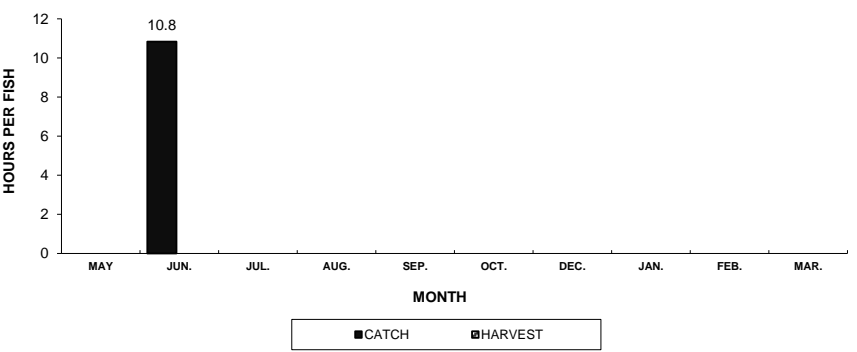 12
10.8
10
8
6
4
2
0
HOURS PER FISH
MAY JUN. JUL. AUG. SEP. OCT. DEC. JAN. FEB. MAR.
MONTH
CATCH HARVEST